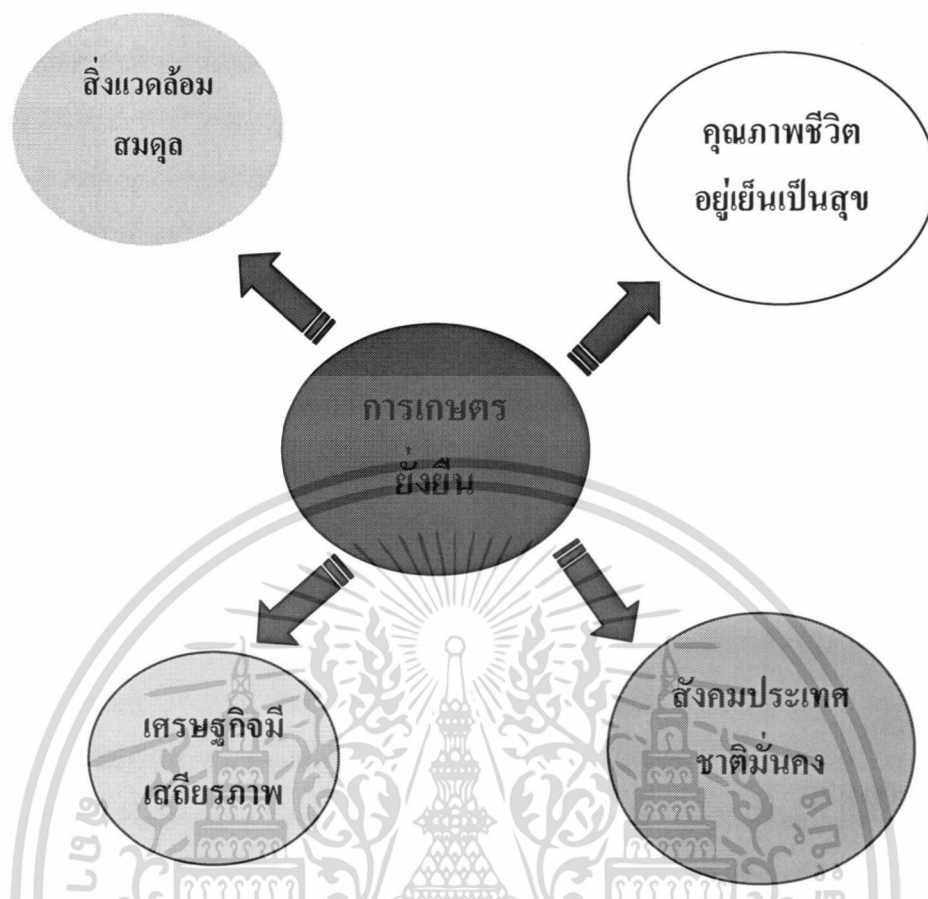 สิ่งแวดล้อม
สมดุล
คุณภาพชีวิต
อยู่เย็นเป็นสุข
การเกษตร
ยั่งยืน
เศรษฐกิจมี
เสถียรภาพ
สังคมประเทศ
ชาติมั่นคง